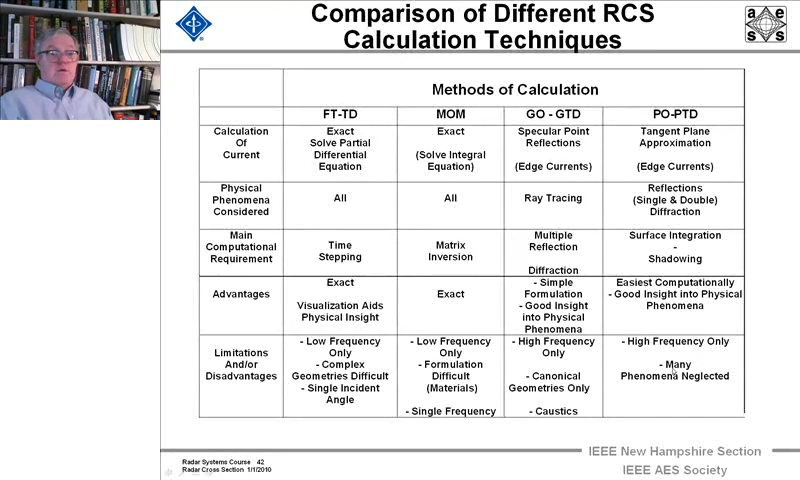 Comparison of Different RCS
Calculation Techniques
a e
s s
Methods of Calculation
FT-TD
MOM
GO - GTD
PO-PTD
Calculation
Of
Current
Exact
Solve Partial
Differential
Equation
Exact
(Solve Integral
Equation)
Specular Point
Reflections
(Edge Currents)
Tangent Plane
Approximation
(Edge Currents)
Physical
Phenomena
Considered
All
All
Ray Tracing
Reflections
(Single & Double)
Diffraction
Main
Computational
Requirement
Time
Stepping
Matrix
Inversion
Multiple
Reflection
Diffraction
Surface Integration
-
Shadowing
Advantages
Exact
Visualization Aids
Physical Insight
Exact
- Simple
Formulation
- Good Insight
into Physical
Phenomena
Easiest Computationally
- Good Insight into Physical
Phenomena
Limitations
And/or
Disadvantages
- Low Frequency
Only
- Complex
Geometries Difficult
- Single Incident
Angle
- Low Frequency
Only
- Formulation
Difficult
(Materials)
- Single Frequency
- High Frequency
Only
- Canonical
Geometries Only
- Caustics
- High Frequency Only
- Many
Phenomena Neglected
Radar Systems Course 42
Radar Cross Section 1/1/2010
IEEE New Hampshire Section
IEEE AES Society